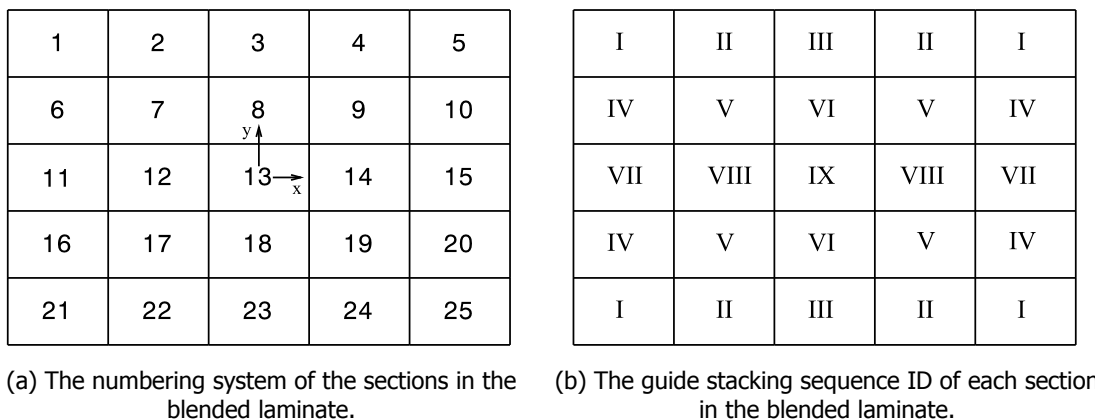 1 2 3 4 5
6 7 8 9 10
y
11 12 13 14 15
x
16 17 18 19 20
21 22 23 24 25
(a) The numbering system of the sections in the
blended laminate.
I II III II I
IV V VI V IV
VII VIII IX VIII VII
IV V VI V IV
I II III II I
(b) The guide stacking sequence ID of each section
in the blended laminate.